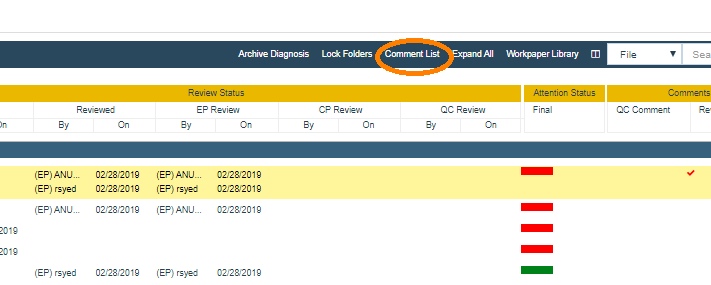 Archive Diagnosis Lock Folders Comment List Expand All Workpaper Library File Sea
Review Status Attention Status Comments
Reviewed EP Review CP Review QC Review Final QC Comment Re
On By On By On By On By On
(EP) ANU... 02/28/2019 (EP) ANU... 02/28/2019
(EP) rsyed 02/28/2019 (EP) rsyed 02/28/2019
(EP) ANU... 02/28/2019 (EP) ANU... 02/28/2019
2019
2019
(EP) rsyed 02/28/2019 (EP) rsyed 02/28/2019